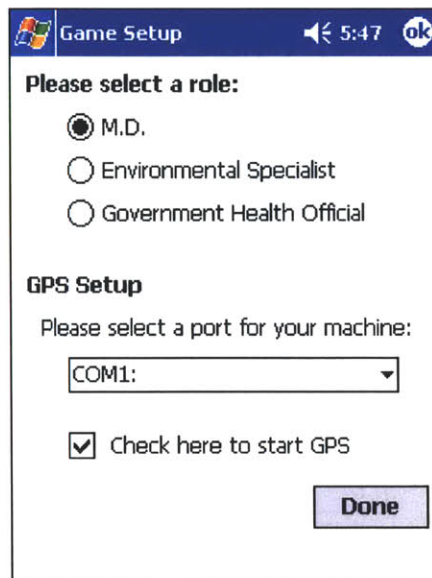 Game Setup 5:47 ok
Please select a role:
M.D.
Environmental Specialist
Government Health Official
GPS Setup
Please select a port for your machine:
COM1:
Check here to start GPS
Done